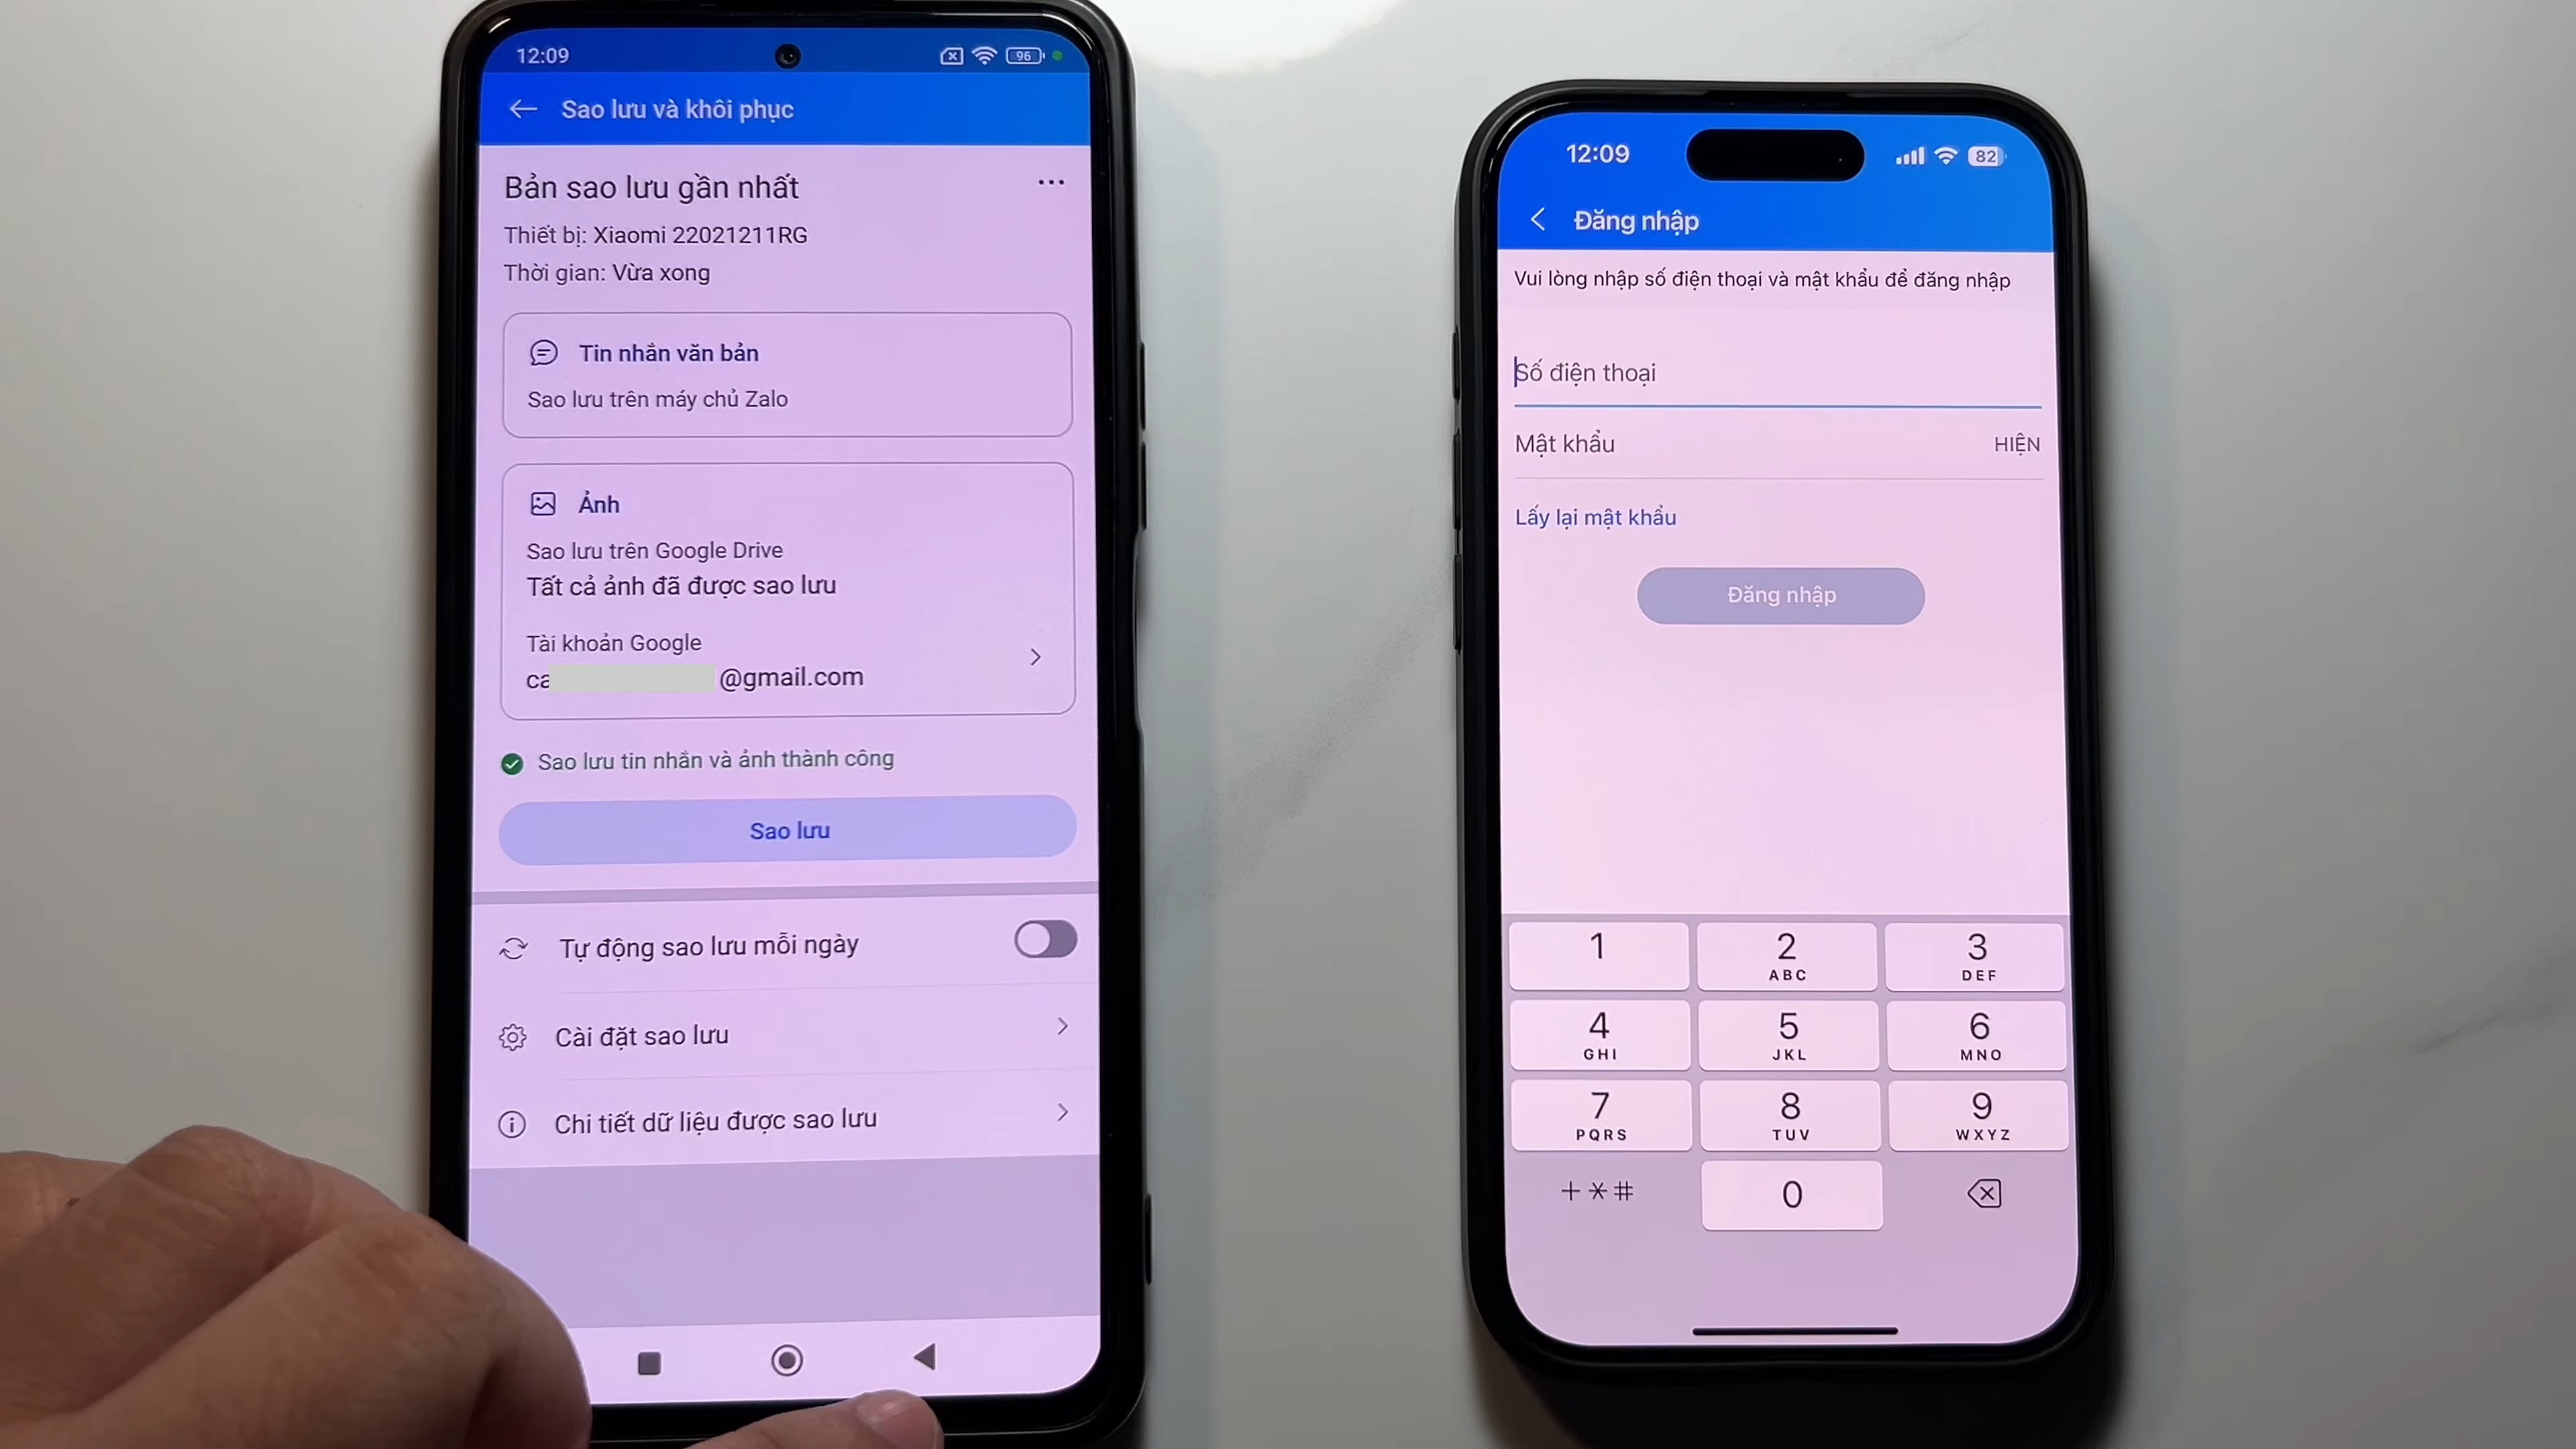 12:09
96
Sao lưu và khôi phục
Bản sao lưu gần nhất
Thiết bị: Xiaomi 22021211RG
Thời gian: Vừa xong
Tin nhắn văn bản
Sao lưu trên máy chủ Zalo
Ảnh
Sao lưu trên Google Drive
Tất cả ảnh đã được sao lưu
Tài khoản Google
ca @gmail.com
Sao lưu tin nhắn và ảnh thành công
Sao lưu
Tự động sao lưu mỗi ngày
Cài đặt sao lưu
Chi tiết dữ liệu được sao lưu
12:09
82
Đăng nhập
Vui lòng nhập số điện thoại và mật khẩu để đăng nhập
Số điện thoại
Mật khẩu HIỆN
Lấy lại mật khẩu
Đăng nhập
1 2 3
ABC DEF
4 5 6
GHI JKL MNO
7 8 9
PQRS TUV WXYZ
+*# 0